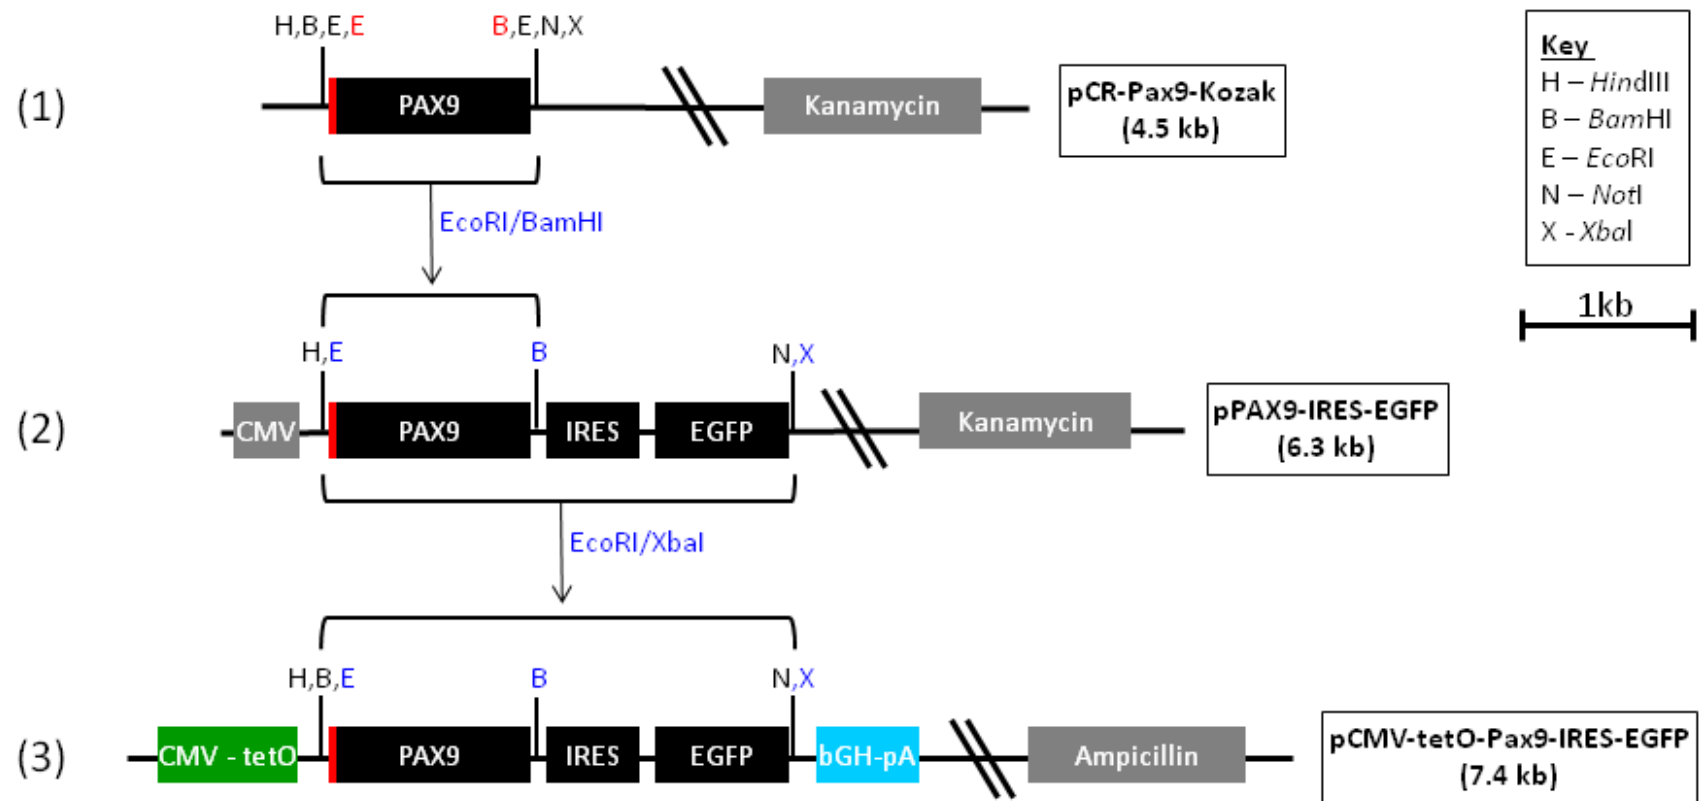 H,B,E,E B,E,N,X
(1) PAX9 Kanamycin
pCR-Pax9-Kozak
(4.5 kb)
Key
H – HindIII
B – BamHI
E – EcoRI
N – NotI
X - XbaI
EcoRI/BamHI
1kb
H,E B N,X
(2) CMV PAX9 IRES EGFP Kanamycin
pPAX9-IRES-EGFP
(6.3 kb)
EcoRI/XbaI
H,B,E B N,X
(3) CMV - tetO PAX9 IRES EGFP bGH-pA Ampicillin
pCMV-tetO-Pax9-IRES-EGFP
(7.4 kb)